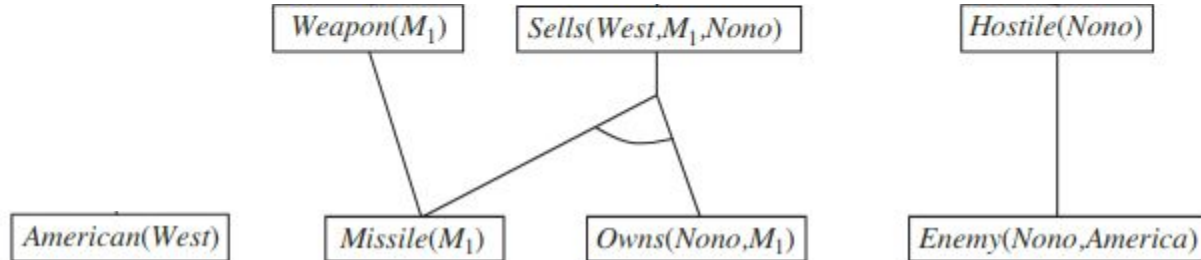 Weapon(M₁) Sells(West,M₁,Nono) Hostile(Nono)
American(West) Missile(M₁) Owns(Nono,M₁) Enemy(Nono,America)